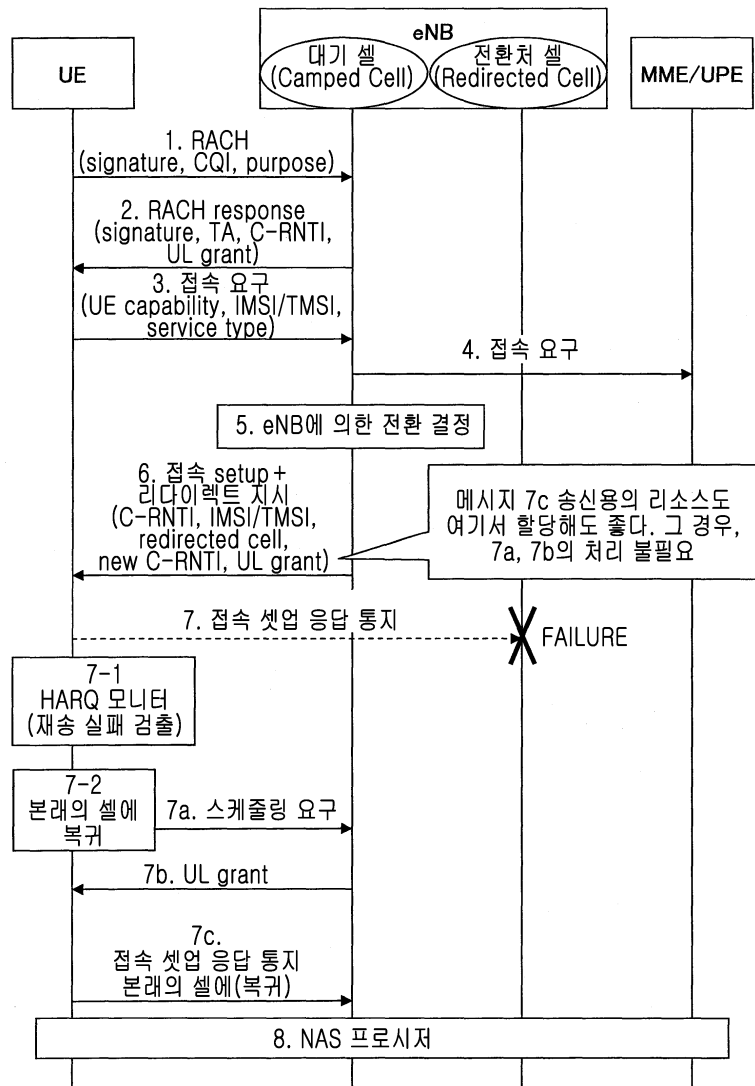 eNB
UE
대기 셀
(Camped Cell)
전환처 셀
(Redirected Cell)
MME/UPE
1. RACH
(signature, CQI, purpose)
2. RACH response
(signature, TA, C-RNTI,
UL grant)
3. 접속 요구
(UE capability, IMSI/TMSI,
service type)
4. 접속 요구
5. eNB에 의한 전환 결정
6. 접속 setup+
리다이렉트 지시
(C-RNTI, IMSI/TMSI,
redirected cell,
new C-RNTI, UL grant)
메시지 7c 송신용의 리소스도
여기서 할당해도 좋다. 그 경우,
7a, 7b의 처리 불필요
7. 접속 셋업 응답 통지
FAILURE
7-1
HARQ 모니터
(재송 실패 검출)
7-2
본래의 셀에
복귀
7a. 스케줄링 요구
7b. UL grant
7c.
접속 셋업 응답 통지
본래의 셀에(복귀)
8. NAS 프로시저